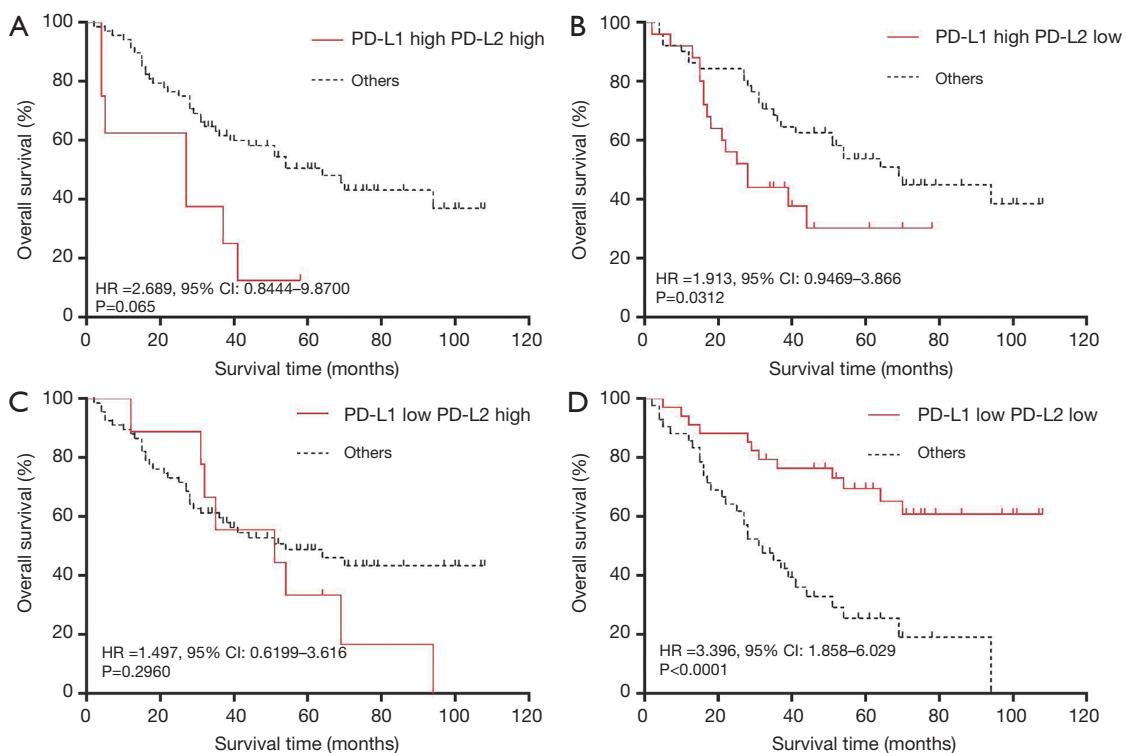 A
PD-L1 high PD-L2 high
Others
Overall survival (%)
100
80
60
40
20
0
HR =2.689, 95% CI: 0.8444–9.8700
P=0.065
0 20 40 60 80 100 120
Survival time (months)
B
PD-L1 high PD-L2 low
Others
Overall survival (%)
100
80
60
40
20
0
HR =1.913, 95% CI: 0.9469–3.866
P=0.0312
0 20 40 60 80 100 120
Survival time (months)
C
PD-L1 low PD-L2 high
Others
Overall survival (%)
100
80
60
40
20
0
HR =1.497, 95% CI: 0.6199–3.616
P=0.2960
0 20 40 60 80 100 120
Survival time (months)
D
PD-L1 low PD-L2 low
Others
Overall survival (%)
100
80
60
40
20
0
HR =3.396, 95% CI: 1.858–6.029
P<0.0001
0 20 40 60 80 100 120
Survival time (months)